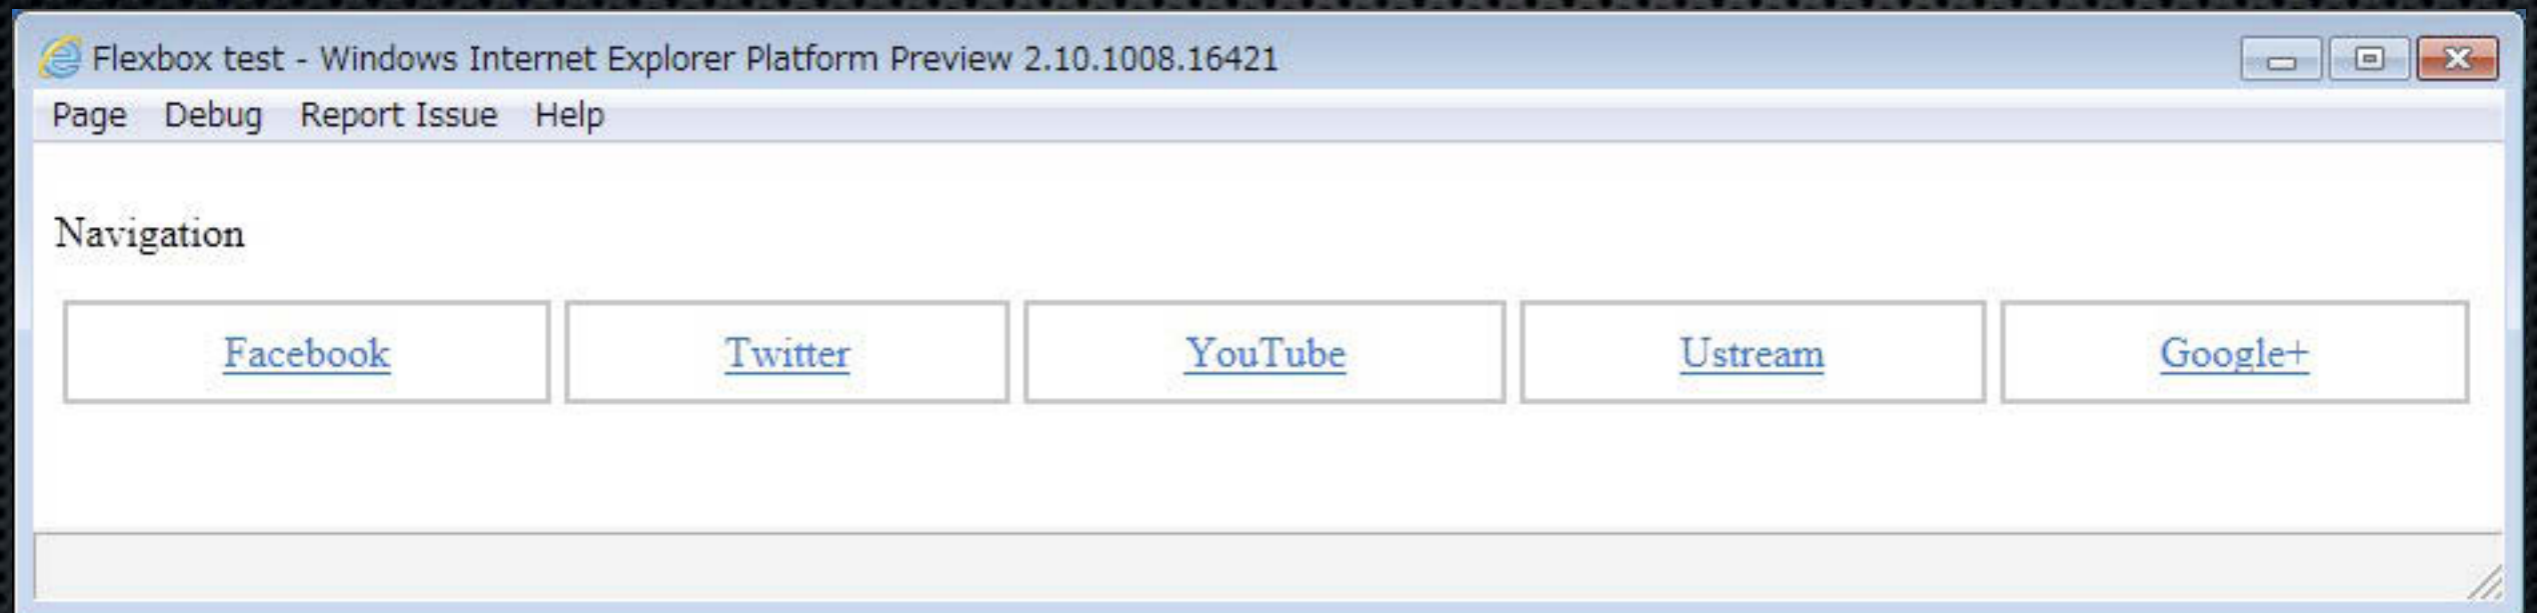 Flexbox test - Windows Internet Explorer Platform Preview 2.10.1008.16421
Page Debug Report Issue Help
Navigation
Facebook Twitter YouTube Ustream Google+